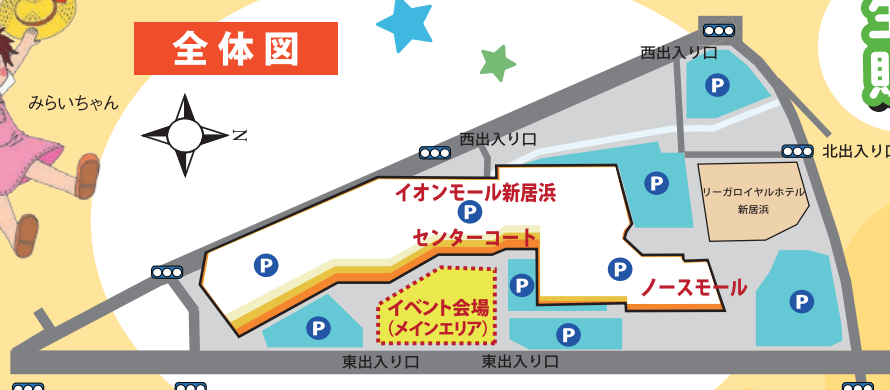 全体図
みらいちゃん
N
西出入り口
P
西出入り口
北出入り口
P
リーガロイヤルホテル
新居浜
イオンモール新居浜
P
センターコート
P
P
ノースモール
P
P
イベント会場
(メインエリア)
P
P
東出入り口
東出入り口